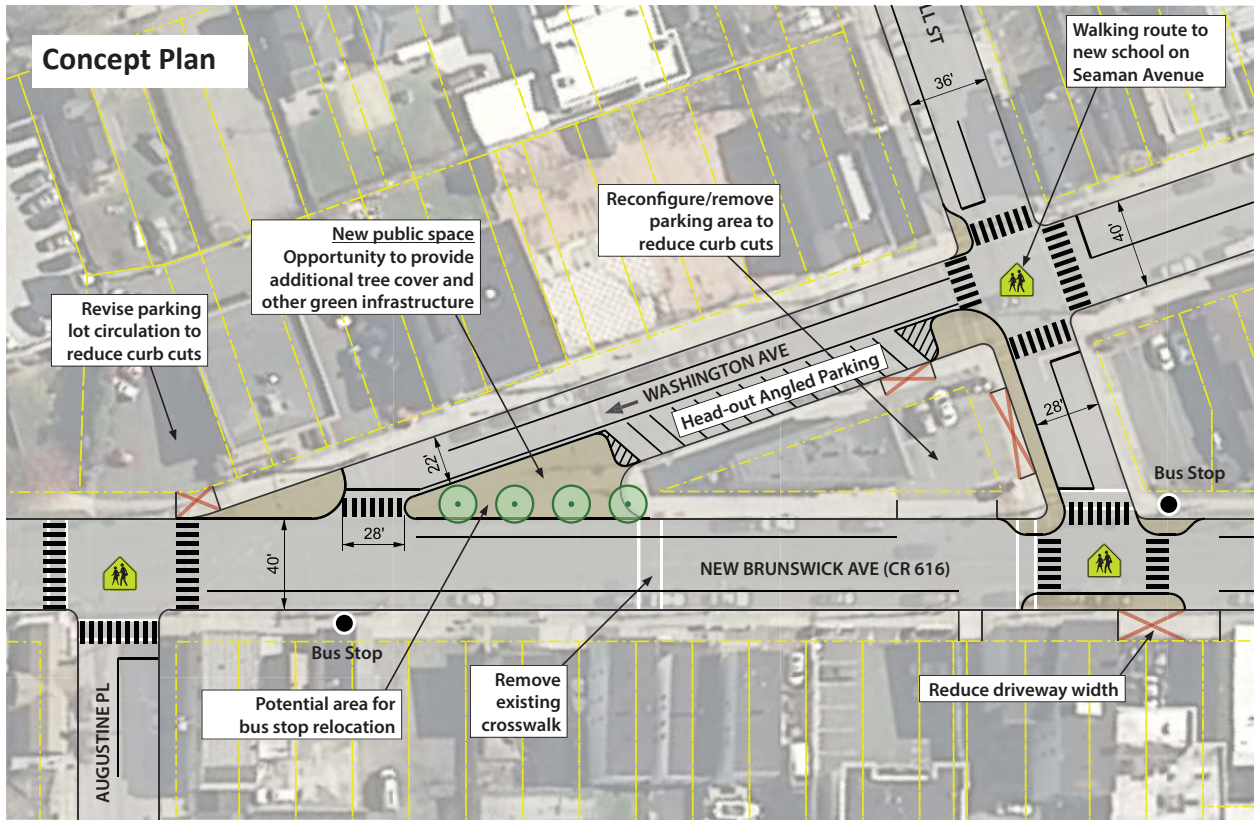 Concept Plan
LL ST
36'
Walking route to
new school on
Seaman Avenue
Reconfigure/remove
parking area to
reduce curb cuts
40'
New public space
Opportunity to provide
additional tree cover and
other green infrastructure
Revise parking
lot circulation to
reduce curb cuts
WASHINGTON AVE
Head-out Angled Parking
28'
22'
Bus Stop
28'
40'
NEW BRUNSWICK AVE (CR 616)
Bus Stop
AUGUSTINE PL
Potential area for
bus stop relocation
Remove
existing
crosswalk
Reduce driveway width